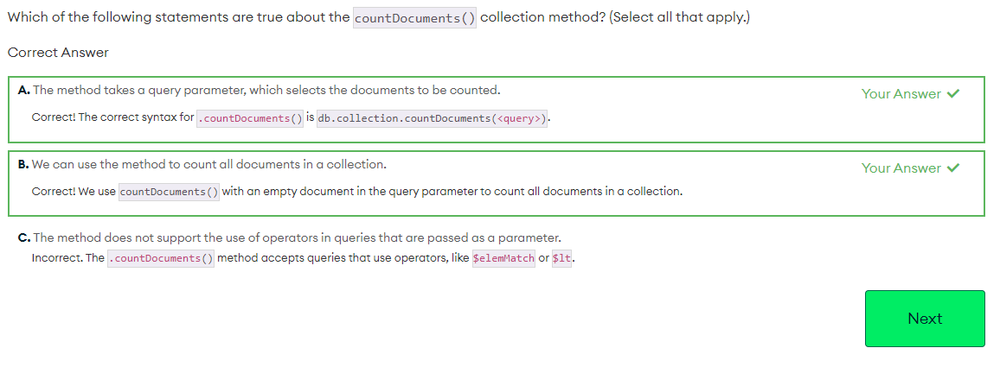 Which of the following statements are true about the countDocuments() collection method? (Select all that apply.)
Correct Answer
A. The method takes a query parameter, which selects the documents to be counted.
Your Answer ✓
Correct! The correct syntax for .countDocuments() is db.collection.countDocuments(<query>).
B. We can use the method to count all documents in a collection.
Your Answer ✓
Correct! We use countDocuments() with an empty document in the query parameter to count all documents in a collection.
C. The method does not support the use of operators in queries that are passed as a parameter.
Incorrect. The .countDocuments() method accepts queries that use operators, like $elemMatch or $lt.
Next